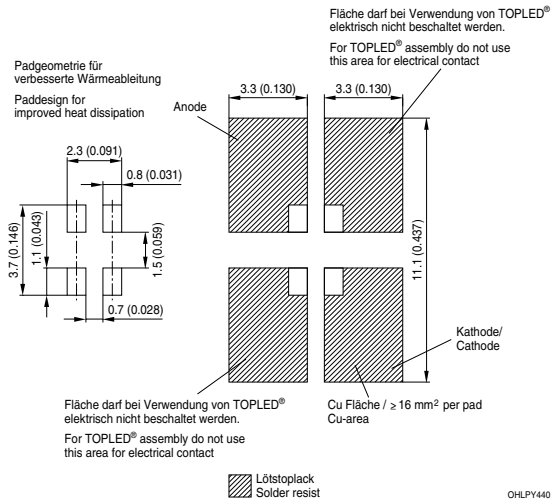 Fläche darf bei Verwendung von TOPLED®
elektrisch nicht beschaltet werden.
For TOPLED® assembly do not use
this area for electrical contact
Padgeometrie für
verbesserte Wärmeableitung
Paddesign for
improved heat dissipation
Anode
3.3 (0.130)
3.3 (0.130)
2.3 (0.091)
0.8 (0.031)
3.7 (0.146)
1.1 (0.043)
1.5 (0.059)
0.7 (0.028)
11.1 (0.437)
Kathode/
Cathode
Fläche darf bei Verwendung von TOPLED®
elektrisch nicht beschaltet werden.
For TOPLED® assembly do not use
this area for electrical contact
Cu Fläche / ≥ 16 mm² per pad
Cu-area
Lötstoplack
Solder resist
OHLPY440